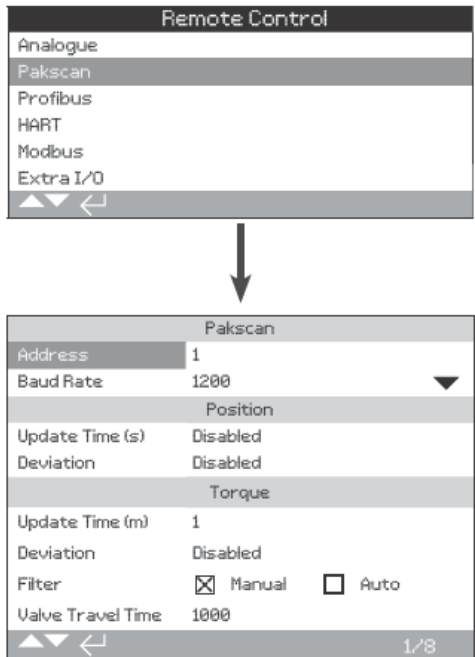 Remote Control
Analogue
Pakscan
Profibus
HART
Modbus
Extra I/O
Pakscan
Address 1
Baud Rate 1200
Position
Update Time (s) Disabled
Deviation Disabled
Torque
Update Time (m) 1
Deviation Disabled
Filter Manual Auto
Valve Travel Time 1000
1/8